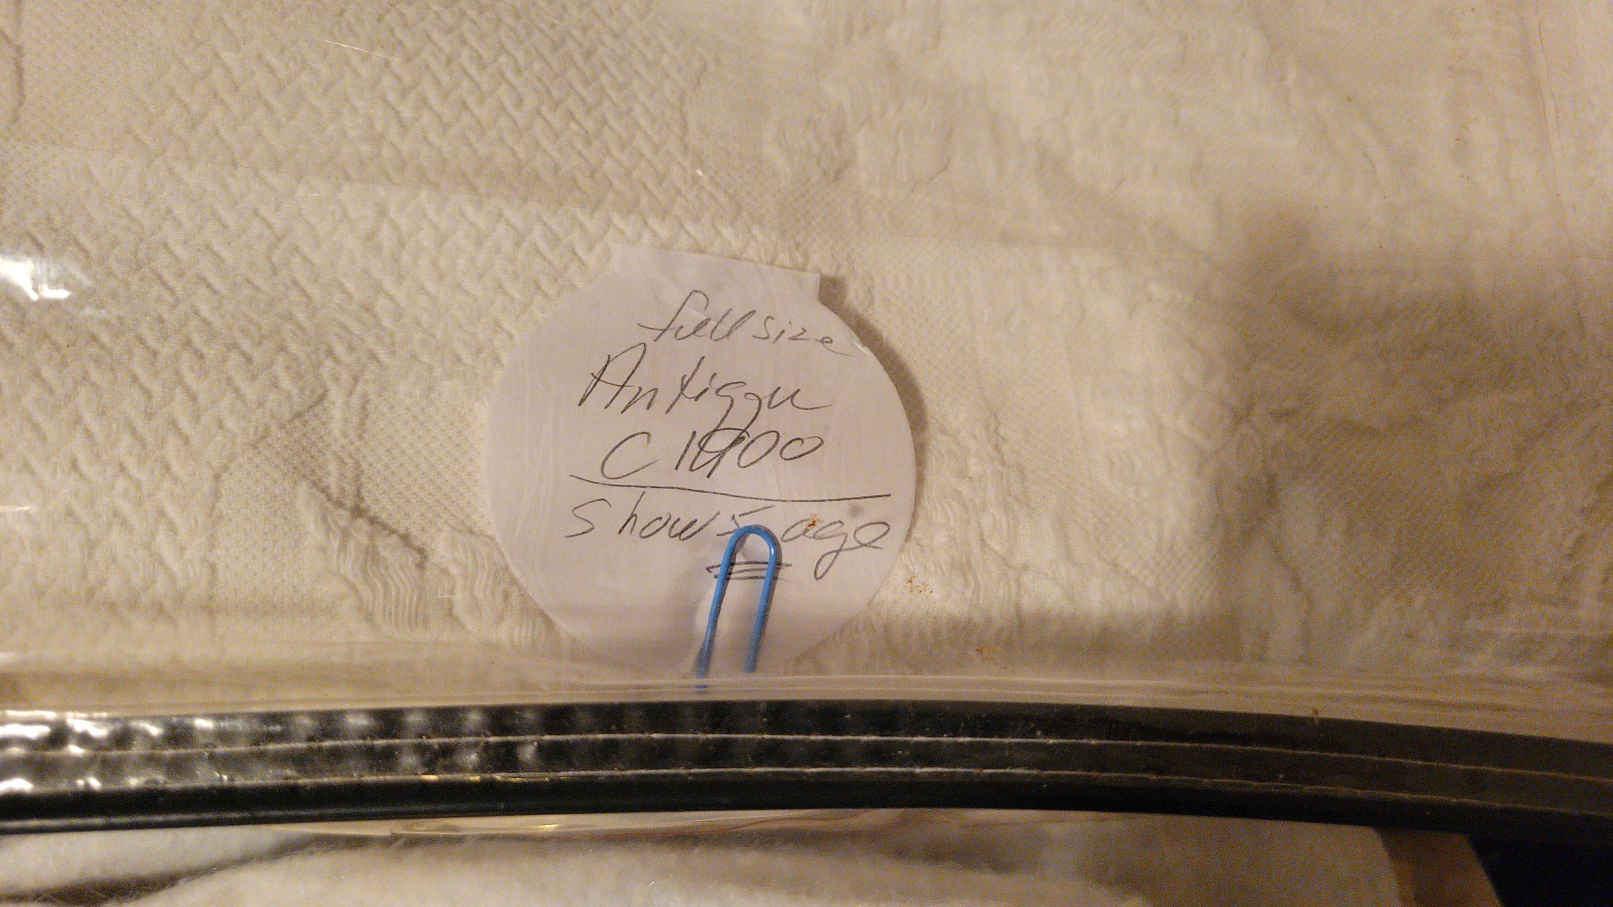 full size
Antique
C 1900
shows age